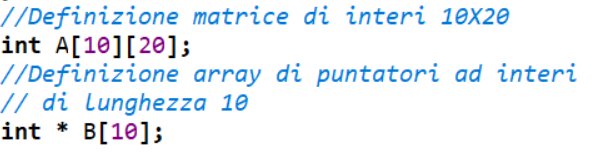 //Definizione matrice di interi 10X20
int A[10][20];
//Definizione array di puntatori ad interi
// di lunghezza 10
int * B[10];